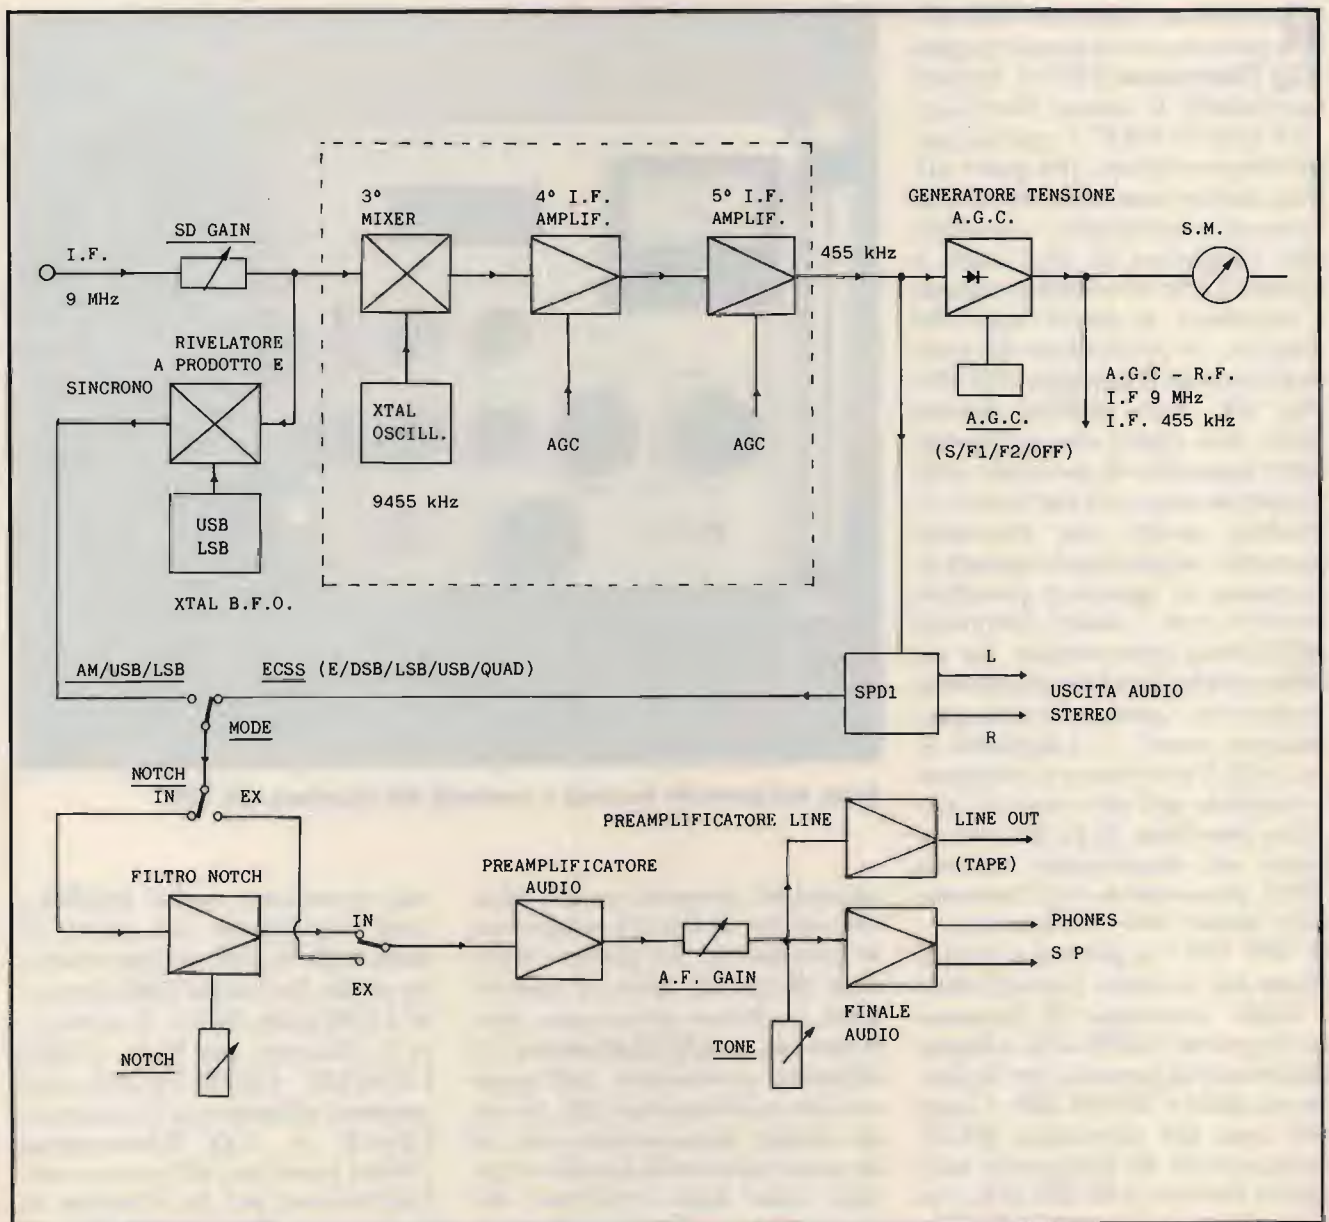 3° MIXER
4° I.F. AMPLIF.
5° I.F. AMPLIF.
GENERATORE TENSIONE A.G.C.
S.M.
SD GAIN
I.F.
9 MHz
455 kHz
RIVELATORE
A PRODOTTO E
SINCRONO
XTAL OSCILL.
9455 kHz
AGC
AGC
A.G.C.
(S/F1/F2/OFF)
A.G.C - R.F.
I.F 9 MHz
I.F. 455 kHz
USB
LSB
XTAL B.F.O.
AM/USB/LSB
ECSS (E/DSB/LSB/USB/QUAD)
MODE
SPD1
L
R
USCITA AUDIO
STEREO
NOTCH
IN
EX
FILTRO NOTCH
IN
EX
NOTCH
PREAMPLIFICATORE
AUDIO
A.F. GAIN
PREAMPLIFICATORE LINE
LINE OUT
(TAPE)
PHONES
S P
TONE
FINALE
AUDIO